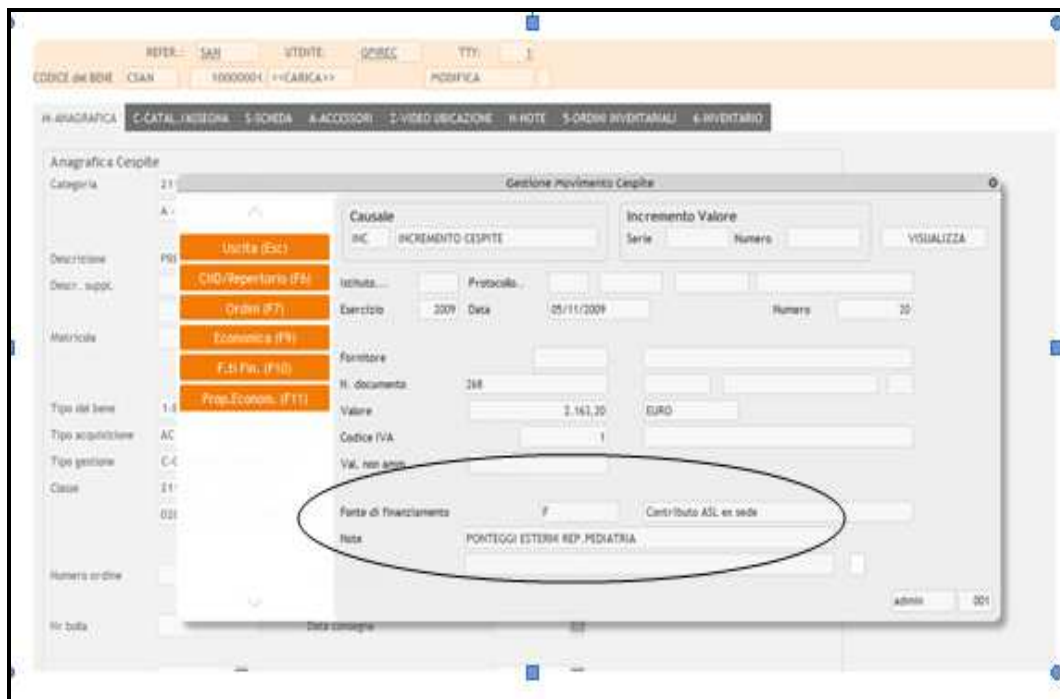 REFER.: SAN UTENTE: TTY: 1
CODICE del BENE CSAN 10000001 <<CARICA>> MODIFICA
M-ANAGRAFICA C-CATAL./ASSEGNA S-SCHEDA A-ACCESSORI Z-VIDEO UBICAZIONE N-NOTE 5-ORDINI INVENTARIALI 6-INVENTARIO
Anagrafica Cespite
Categoria
Descrizione
Descr. suppl.
Matricola
Tipo del bene
Tipo acquisizione AC
Tipo gestione
Classe
Numero ordine
Nr bolla Data consegna
Gestione Movimento Cespite
Uscita (Esc)
CND/Repertorio (F6)
Ordini (F7)
Economica (F9)
F.ti Fin. (F10)
Prop.Econom. (F11)
Causale
INC INCREMENTO CESPITE
Incremento Valore
Serie Numero
VISUALIZZA
Istituto... Protocollo..
Esercizio 2009 Data 05/11/2009 Numero 20
Fornitore
N. documento 268
Valore 2.163,20 EURO
Codice IVA 1
Val. non amm.
Fonte di finanziamento F Contributo ASL en sede
Note PONTEGGI ESTERNI REP.PEDIATRIA
admin 001